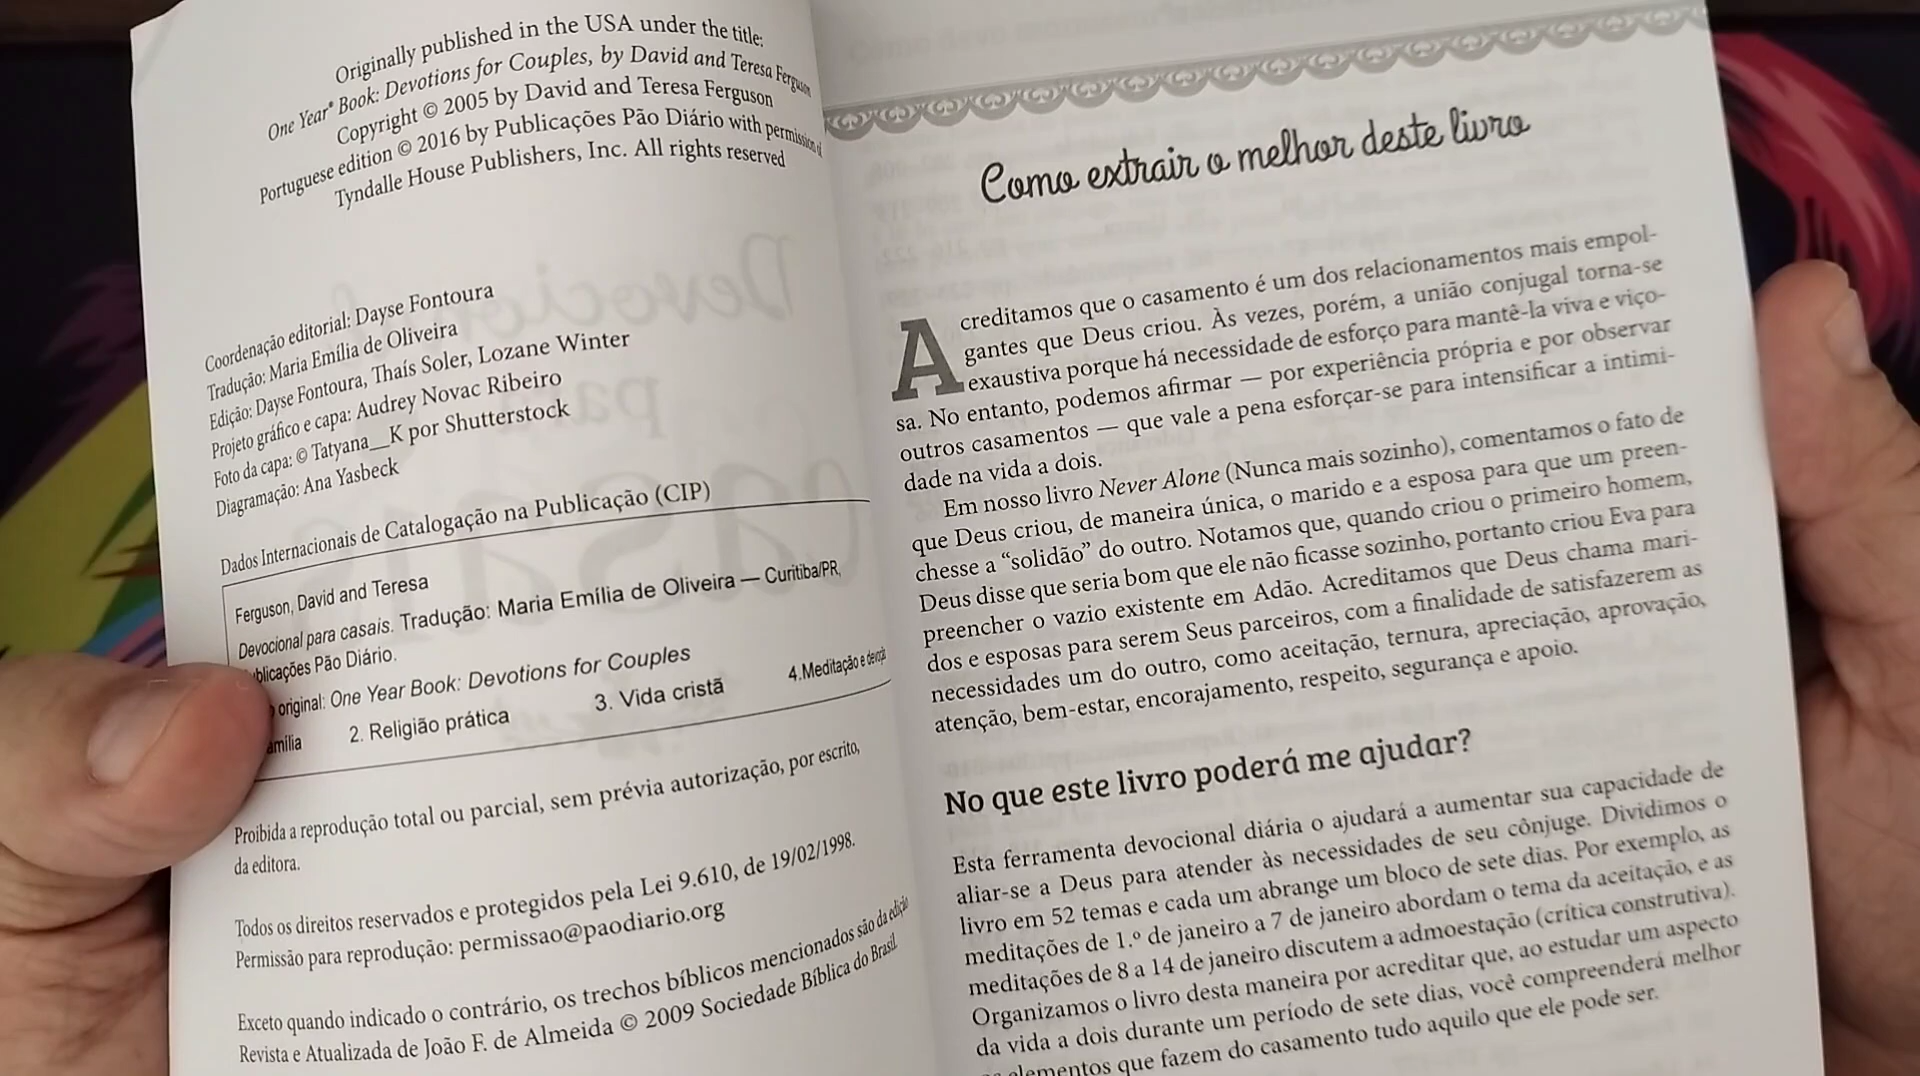 Originally published in the USA under the title:
One Year® Book: Devotions for Couples, by David and Teresa Ferguson
Copyright © 2005 by David and Teresa Ferguson
Portuguese edition © 2016 by Publicações Pão Diário with permission of
Tyndalle House Publishers, Inc. All rights reserved
Coordenação editorial: Dayse Fontoura
Tradução: Maria Emília de Oliveira
Edição: Dayse Fontoura, Thaís Soler, Lozane Winter
Projeto gráfico e capa: Audrey Novac Ribeiro
Foto da capa: © Tatyana__K por Shutterstock
Diagramação: Ana Yasbeck
Dados Internacionais de Catalogação na Publicação (CIP)
Ferguson, David and Teresa
Devocional para casais. Tradução: Maria Emília de Oliveira — Curitiba/PR,
blicações Pão Diário.
original: One Year Book: Devotions for Couples
amília 2. Religião prática 3. Vida cristã 4.Meditação e devoção
Proibida a reprodução total ou parcial, sem prévia autorização, por escrito,
da editora.
Todos os direitos reservados e protegidos pela Lei 9.610, de 19/02/1998.
Permissão para reprodução: permissao@paodiario.org
Exceto quando indicado o contrário, os trechos bíblicos mencionados são da edição
Revista e Atualizada de João F. de Almeida © 2009 Sociedade Bíblica do Brasil.
Como extrair o melhor deste livro
Acreditamos que o casamento é um dos relacionamentos mais empol-
gantes que Deus criou. Às vezes, porém, a união conjugal torna-se
exaustiva porque há necessidade de esforço para mantê-la viva e viço-
sa. No entanto, podemos afirmar — por experiência própria e por observar
outros casamentos — que vale a pena esforçar-se para intensificar a intimi-
dade na vida a dois.
Em nosso livro Never Alone (Nunca mais sozinho), comentamos o fato de
que Deus criou, de maneira única, o marido e a esposa para que um preen-
chesse a “solidão” do outro. Notamos que, quando criou o primeiro homem,
Deus disse que seria bom que ele não ficasse sozinho, portanto criou Eva para
preencher o vazio existente em Adão. Acreditamos que Deus chama mari-
dos e esposas para serem Seus parceiros, com a finalidade de satisfazerem as
necessidades um do outro, como aceitação, ternura, apreciação, aprovação,
atenção, bem-estar, encorajamento, respeito, segurança e apoio.
No que este livro poderá me ajudar?
Esta ferramenta devocional diária o ajudará a aumentar sua capacidade de
aliar-se a Deus para atender às necessidades de seu cônjuge. Dividimos o
livro em 52 temas e cada um abrange um bloco de sete dias. Por exemplo, as
meditações de 1.º de janeiro a 7 de janeiro abordam o tema da aceitação, e as
meditações de 8 a 14 de janeiro discutem a admoestação (crítica construtiva).
Organizamos o livro desta maneira por acreditar que, ao estudar um aspecto
da vida a dois durante um período de sete dias, você compreenderá melhor
elementos que fazem do casamento tudo aquilo que ele pode ser.